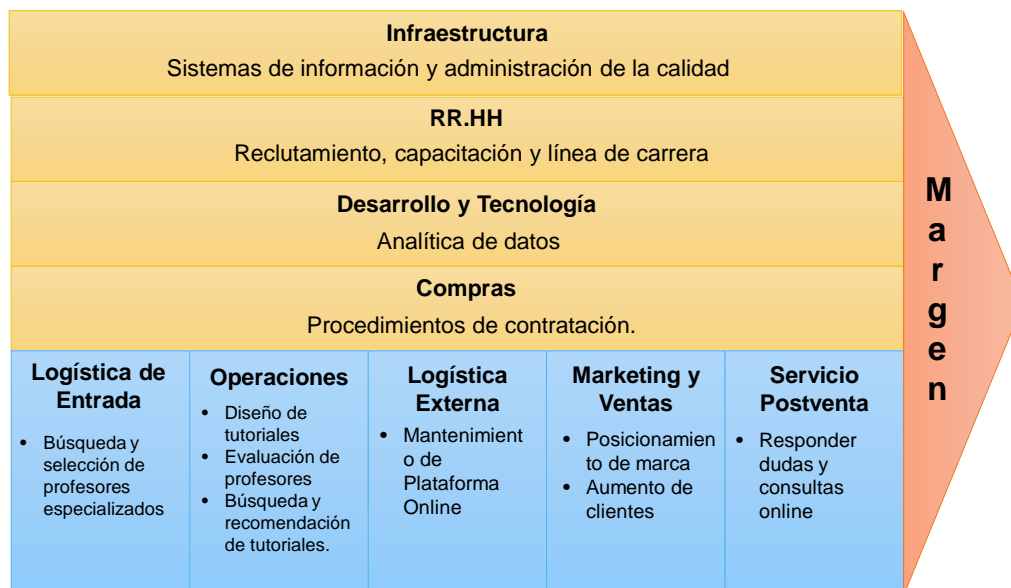 Infraestructura
Sistemas de información y administración de la calidad
RR.HH
Reclutamiento, capacitación y línea de carrera
Desarrollo y Tecnología
Analítica de datos
Compras
Procedimientos de contratación.
Logística de
Entrada
• Búsqueda y
selección de
profesores
especializados
Operaciones
• Diseño de
tutoriales
• Evaluación de
profesores
• Búsqueda y
recomendación
de tutoriales.
Logística
Externa
• Mantenimient
o de
Plataforma
Online
Marketing y
Ventas
• Posicionamien
to de marca
• Aumento de
clientes
Servicio
Postventa
• Responder
dudas y
consultas
online
M
a
r
g
e
n